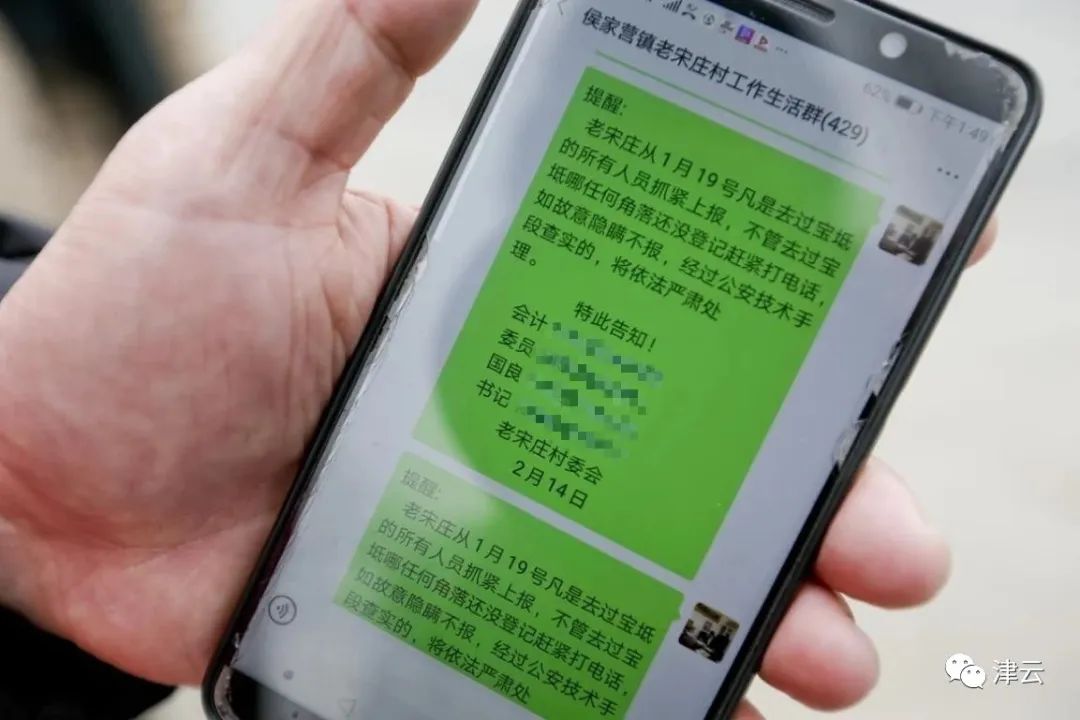 62% 下午1:49
侯家营镇老宋庄村工作生活群(429)
提醒:
老宋庄从1月19号凡是去过宝坻
的所有人员抓紧上报，不管去过宝
坻哪任何角落还没登记赶紧打电话，
如故意隐瞒不报，经过公安技术手
段查实的，将依法严肃处
理。
特此告知！
会计
委员
国良
书记
老宋庄村委会
2月14日
提醒:
老宋庄从1月19号凡是去过宝坻
的所有人员抓紧上报，不管去过宝
坻哪任何角落还没登记赶紧打电话，
如故意隐瞒不报，经过公安技术手
段查实的，将依法严肃处
津云